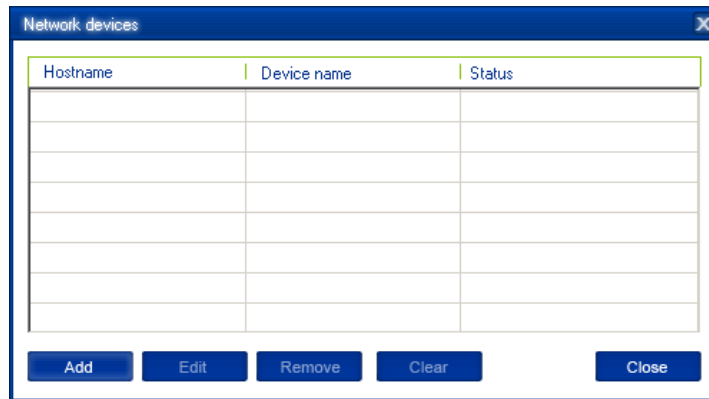 Network devices X
Hostname Device name Status
Add Edit Remove Clear Close